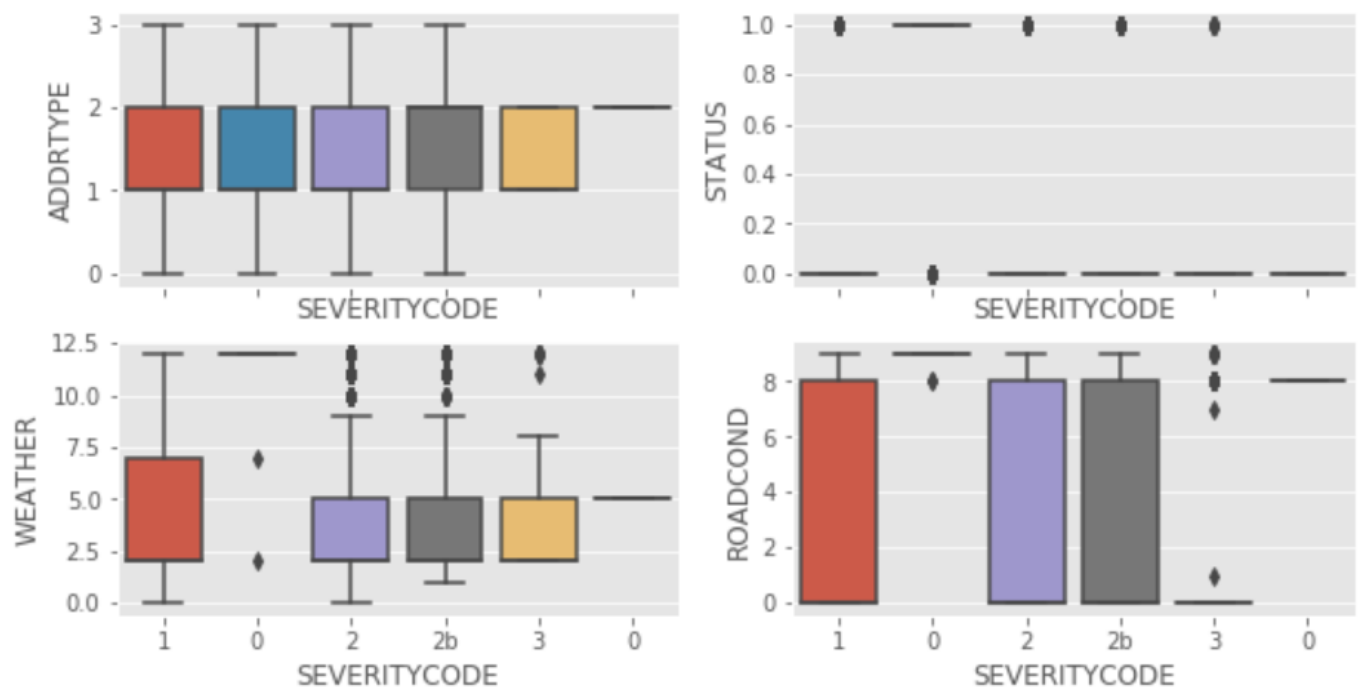 ADDRTYPE
3
2
1
0
SEVERITYCODE
STATUS
1.0
0.8
0.6
0.4
0.2
0.0
SEVERITYCODE
WEATHER
12.5
10.0
7.5
5.0
2.5
0.0
1 0 2 2b 3 0
SEVERITYCODE
ROADCOND
8
6
4
2
0
1 0 2 2b 3 0
SEVERITYCODE